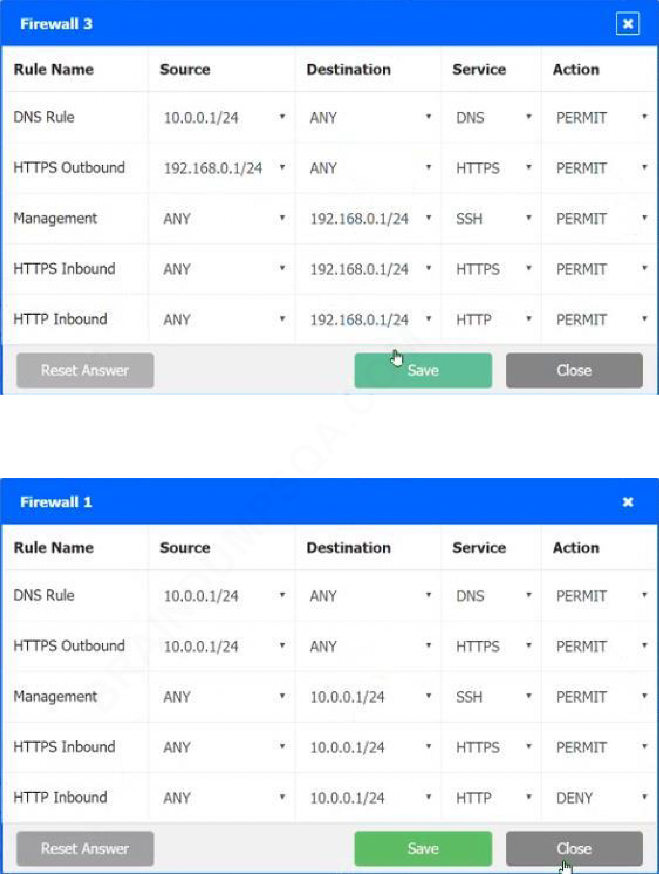 Firewall 3
Rule Name Source Destination Service Action
DNS Rule 10.0.0.1/24 ANY DNS PERMIT
HTTPS Outbound 192.168.0.1/24 ANY HTTPS PERMIT
Management ANY 192.168.0.1/24 SSH PERMIT
HTTPS Inbound ANY 192.168.0.1/24 HTTPS PERMIT
HTTP Inbound ANY 192.168.0.1/24 HTTP PERMIT
Reset Answer Save Close
Firewall 1
Rule Name Source Destination Service Action
DNS Rule 10.0.0.1/24 ANY DNS PERMIT
HTTPS Outbound 10.0.0.1/24 ANY HTTPS PERMIT
Management ANY 10.0.0.1/24 SSH PERMIT
HTTPS Inbound ANY 10.0.0.1/24 HTTPS PERMIT
HTTP Inbound ANY 10.0.0.1/24 HTTP DENY
Reset Answer Save Close